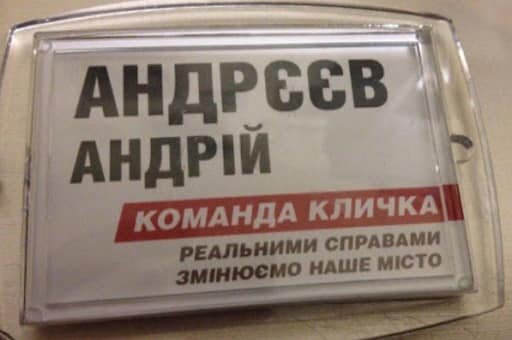 АНДРЄЄВ
АНДРІЙ
КОМАНДА КЛИЧКА
РЕАЛЬНИМИ СПРАВАМИ
ЗМІНЮЄМО НАШЕ МІСТО